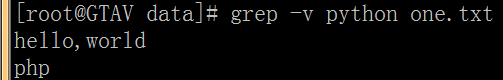 [root@GTAV data]# grep -v python one.txt
hello,world
php